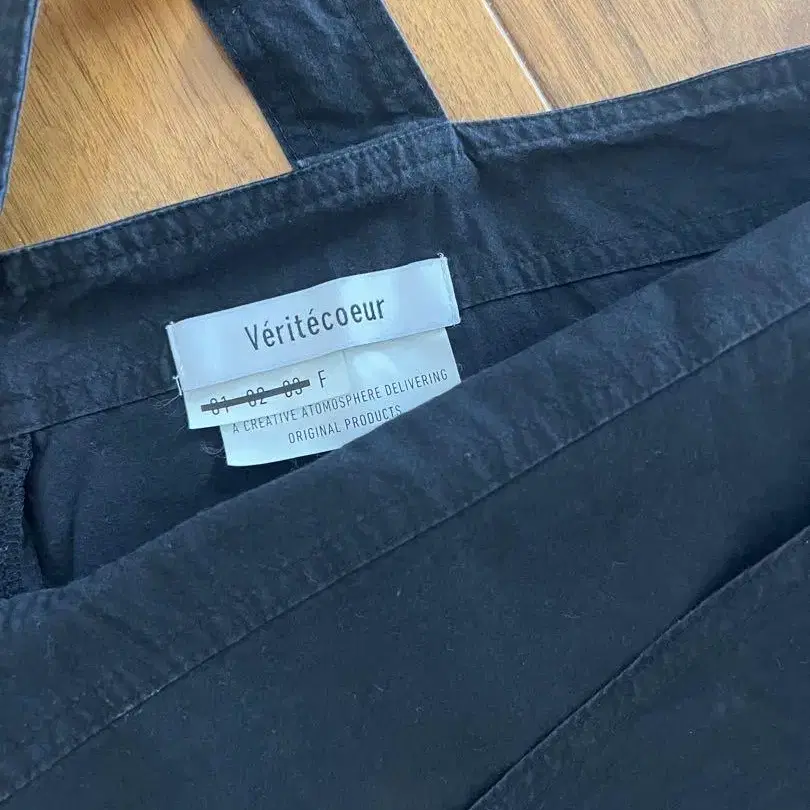 Véritécoeur
01 02 03 F
A CREATIVE ATOMOSPHERE DELIVERING
ORIGINAL PRODUCTS